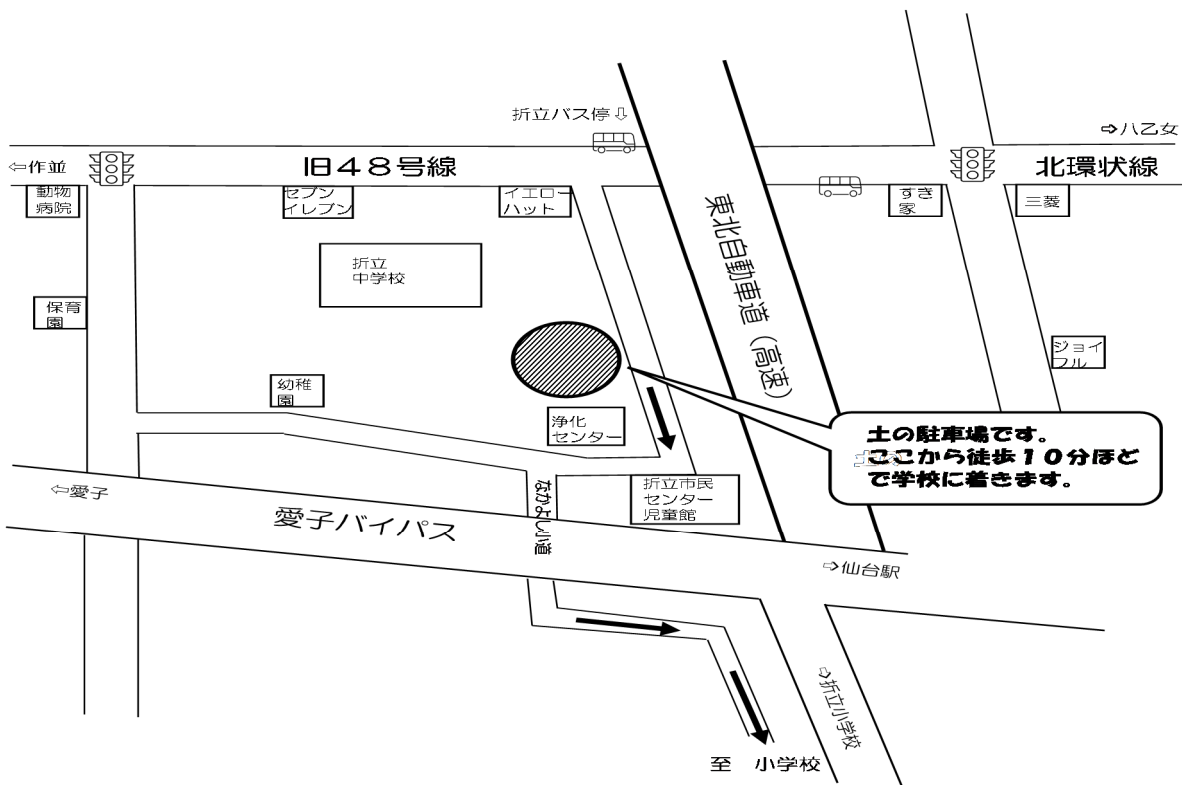 折立バス停⇩
⇨八乙女
⇦作並
旧48号線
北環状線
動物
病院
セブン
イレブン
イエロー
ハット
すき
家
三菱
東北自動車道（高速）
折立
中学校
保育
園
ジョイ
フル
幼稚
園
浄化
センター
土の駐車場です。
ここから徒歩10分ほど
で学校に着きます。
⇦愛子
愛子バイパス
なかよし小道
折立市民
センター
児童館
⇨仙台駅
⇨折立小学校
至　小学校